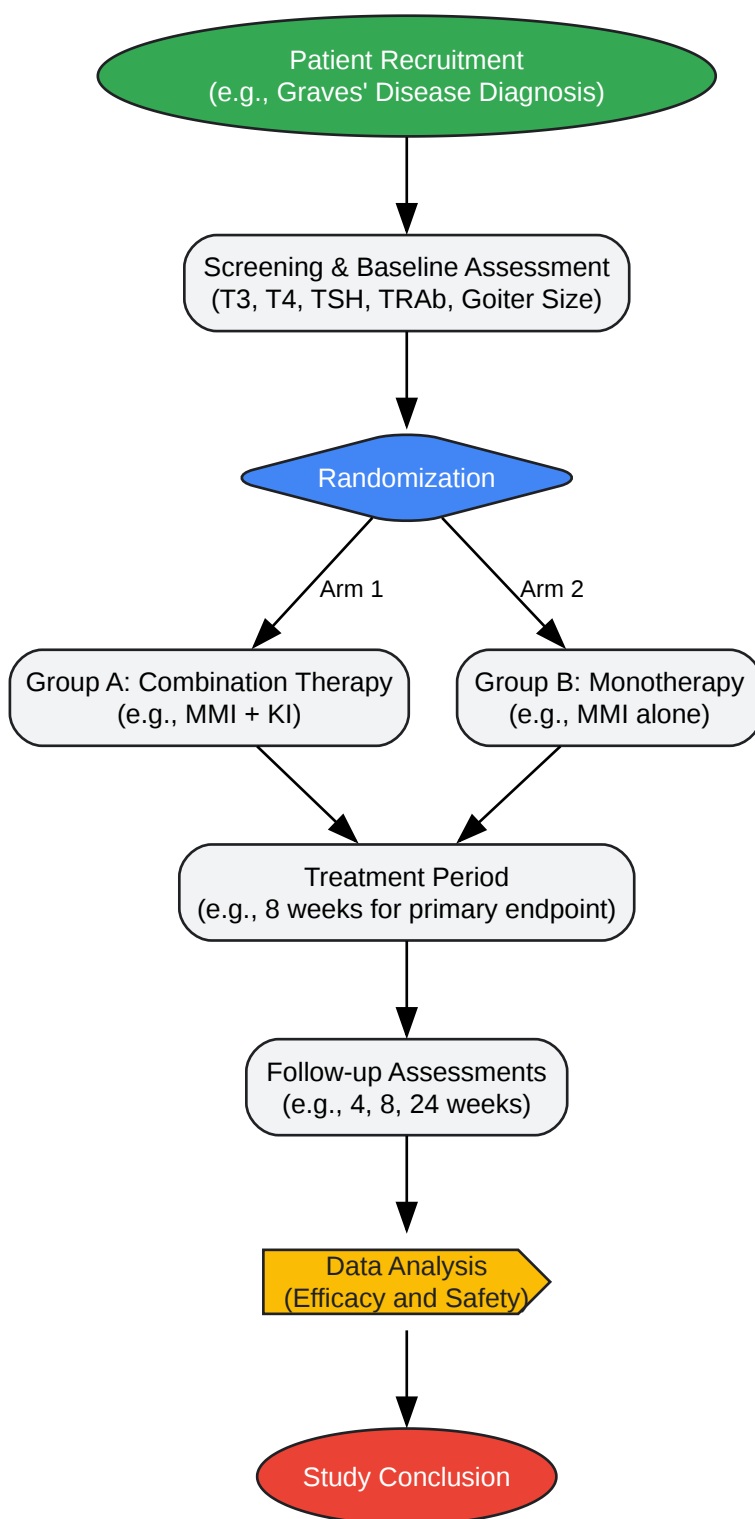 Patient Recruitment
(e.g., Graves' Disease Diagnosis)
Screening & Baseline Assessment
(T3, T4, TSH, TRAb, Goiter Size)
Randomization
Arm 1
Arm 2
Group A: Combination Therapy
(e.g., MMI + KI)
Group B: Monotherapy
(e.g., MMI alone)
Treatment Period
(e.g., 8 weeks for primary endpoint)
Follow-up Assessments
(e.g., 4, 8, 24 weeks)
Data Analysis
(Efficacy and Safety)
Study Conclusion